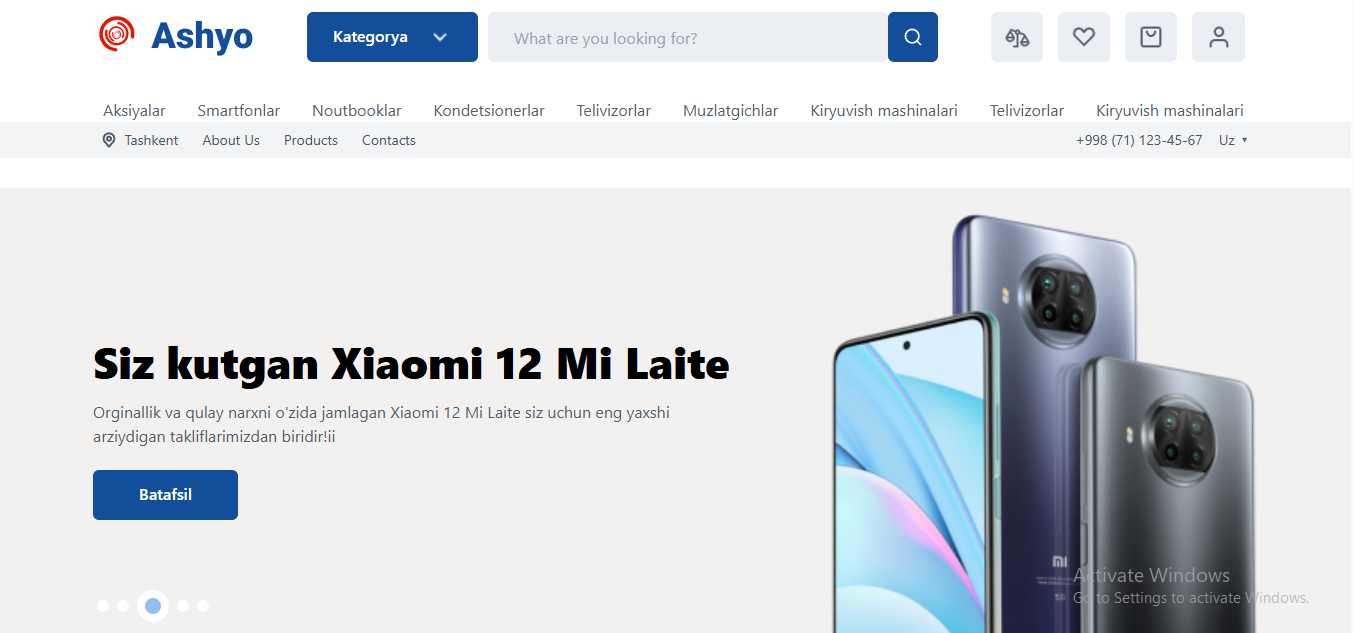 Ashyo
Kategorya
What are you looking for?
Aksiyalar Smartfonlar Noutbooklar Kondetsionerlar Telivizorlar Muzlatgichlar Kiryuvish mashinalari Telivizorlar Kiryuvish mashinalari
Tashkent About Us Products Contacts +998 (71) 123-45-67 Uz
Siz kutgan Xiaomi 12 Mi Laite
Orginallik va qulay narxni o'zida jamlagan Xiaomi 12 Mi Laite siz uchun eng yaxshi
arziydigan takliflarimizdan biridir!ii
Batafsil
mi
5G
Activate Windows
Go to Settings to activate Windows.